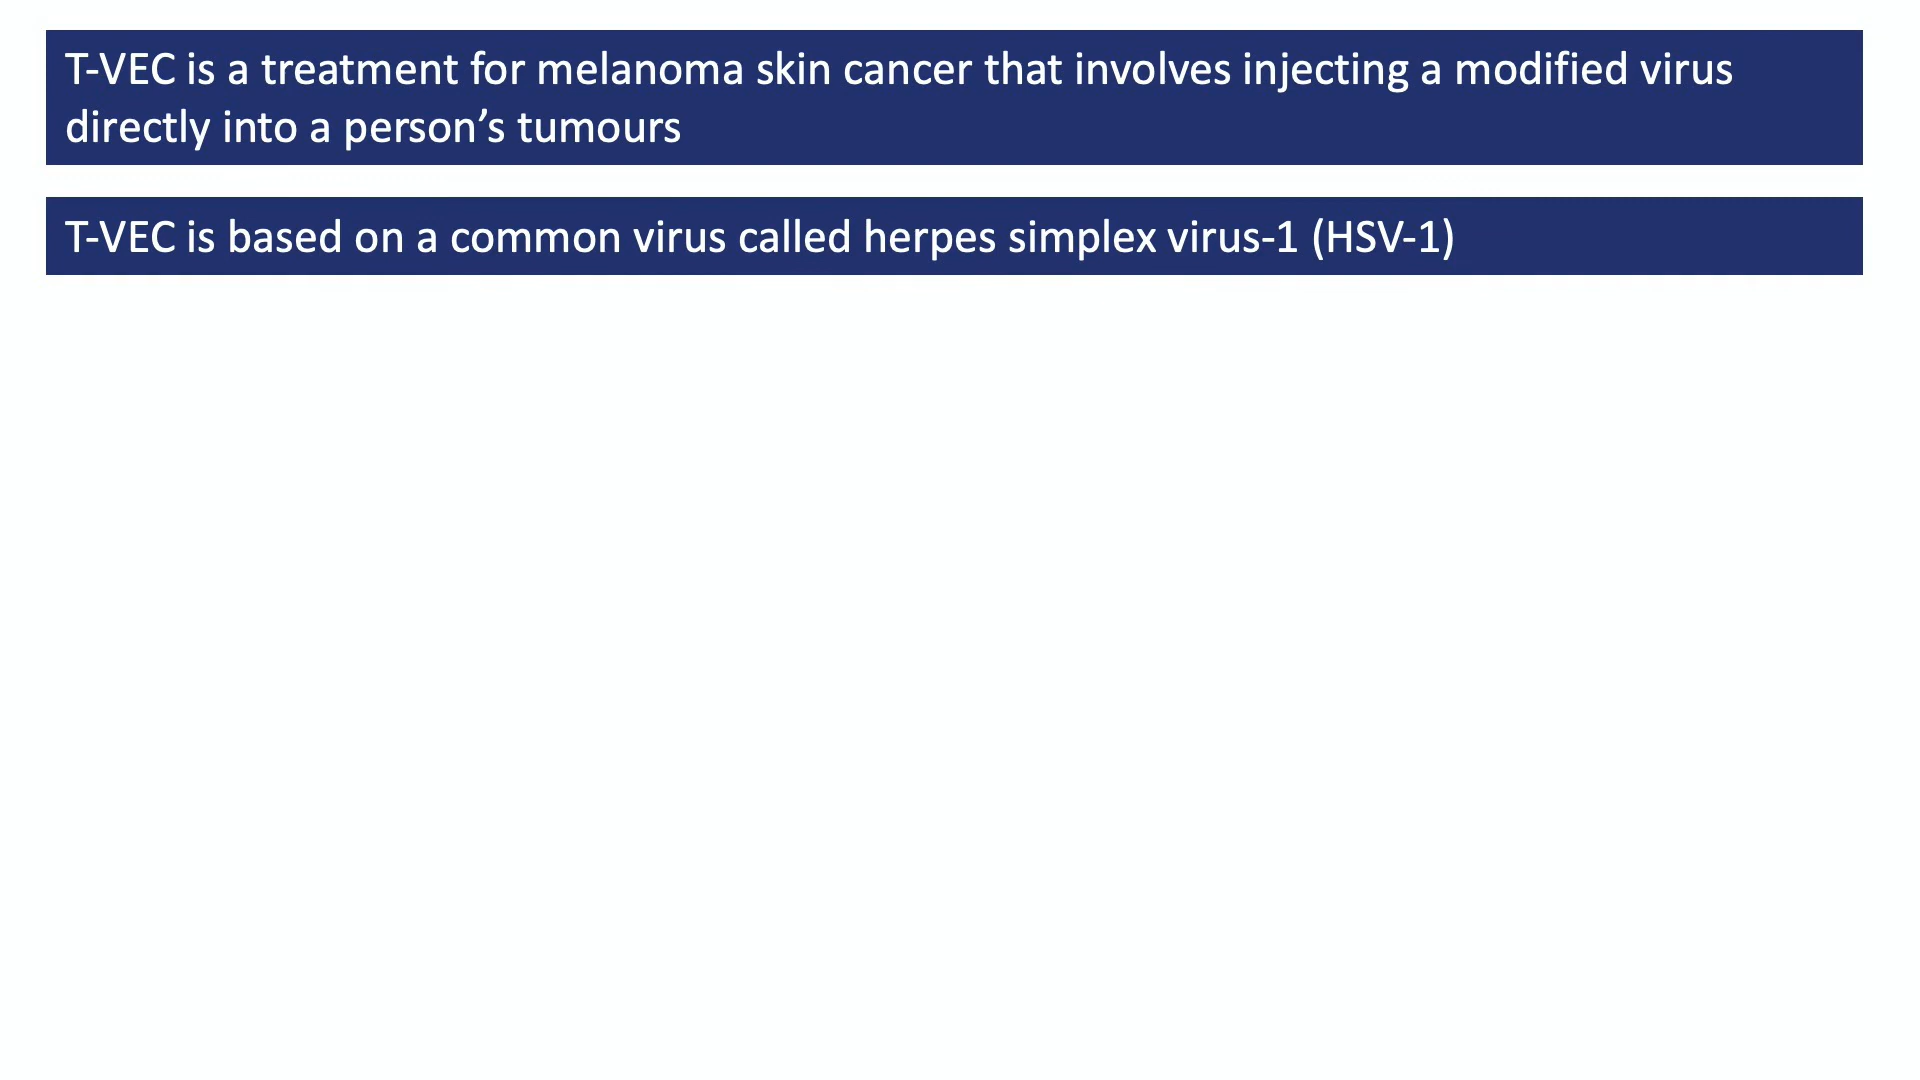 T-VEC is a treatment for melanoma skin cancer that involves injecting a modified virus
directly into a person’s tumours
T-VEC is based on a common virus called herpes simplex virus-1 (HSV-1)